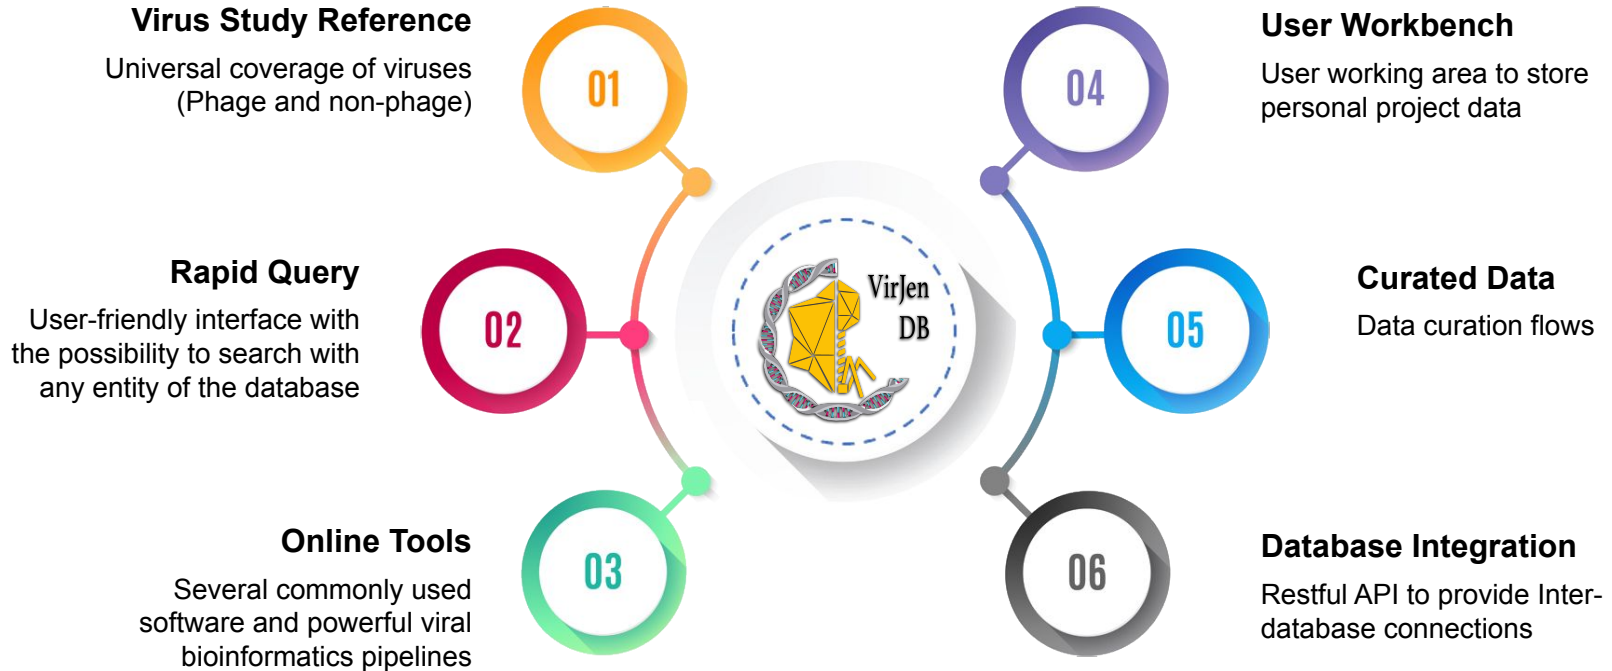 Virus Study Reference
Universal coverage of viruses
(Phage and non-phage)
01
Rapid Query
User-friendly interface with
the possibility to search with
any entity of the database
02
Online Tools
Several commonly used
software and powerful viral
bioinformatics pipelines
03
VirJen
DB
04
User Workbench
User working area to store
personal project data
05
Curated Data
Data curation flows
06
Database Integration
Restful API to provide Inter-
database connections